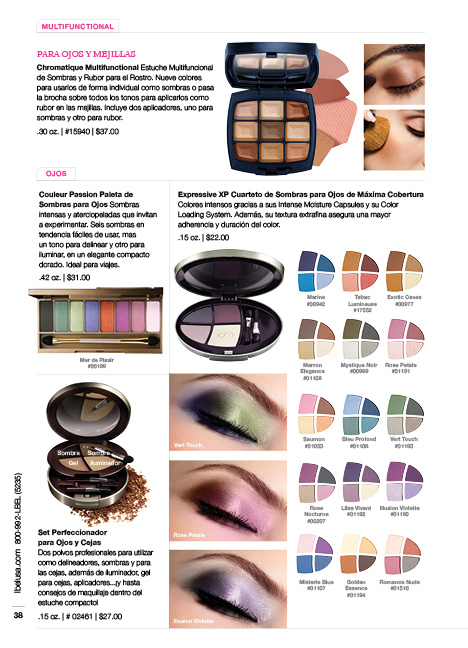 MULTIFUNCTIONAL
PARA OJOS Y MEJILLAS
Chromatique Multifunctional Estuche Multifuncional
de Sombras y Rubor para el Rostro. Nueve colores
para usarlos de forma individual como sombras o pasa
la brocha sobre todos los tonos para aplicarlos como
rubor en las mejillas. Incluye dos aplicadores, uno para
sombras y otro para rubor.
.30 oz. | #15940 | $37.00
OJOS
Couleur Passion Paleta de
Sombras para Ojos Sombras
intensas y aterciopeladas que invitan
a experimentar. Seis sombras en
tendencia fáciles de usar, mas
un tono para delinear y otro para
iluminar, en un elegante compacto
dorado. Ideal para viajes.
.42 oz. | $31.00
Mar de Plaisir
#06199
Expressive XP Cuarteto de Sombras para Ojos de Máxima Cobertura
Colores intensos gracias a sus Intense Moisture Capsules y su Color
Loading System. Además, su textura extrafina asegura una mayor
adherencia y duración del color.
.15 oz. | $22.00
Marine
#00942
Tabac
Lumineuse
#17552
Exotic Caves
#00977
Marron
Elegance
#01109
Mystique Noir
#00989
Rose Petale
#01191
Saumon
#01053
Bleu Profond
#01106
Vert Touch
#01193
Rose
Nocturne
#00207
Lilas Vivant
#01192
Illusion Violette
#01190
Misterie Blue
#01107
Golden
Essence
#01194
Romance Nude
#01515
Vert Touch
Rose Petale
Illusion Violette
Sombra
Gel
Sombra
Iluminador
Set Perfeccionador
para Ojos y Cejas
Dos polvos profesionales para utilizar
como delineadores, sombras y para
las cejas, además de iluminador, gel
para cejas, aplicadores...¡y hasta
consejos de maquillaje dentro del
estuche compacto!
.15 oz. | # 02461 | $27.00
lbelusa.com 800-992-LBEL (5235)
38